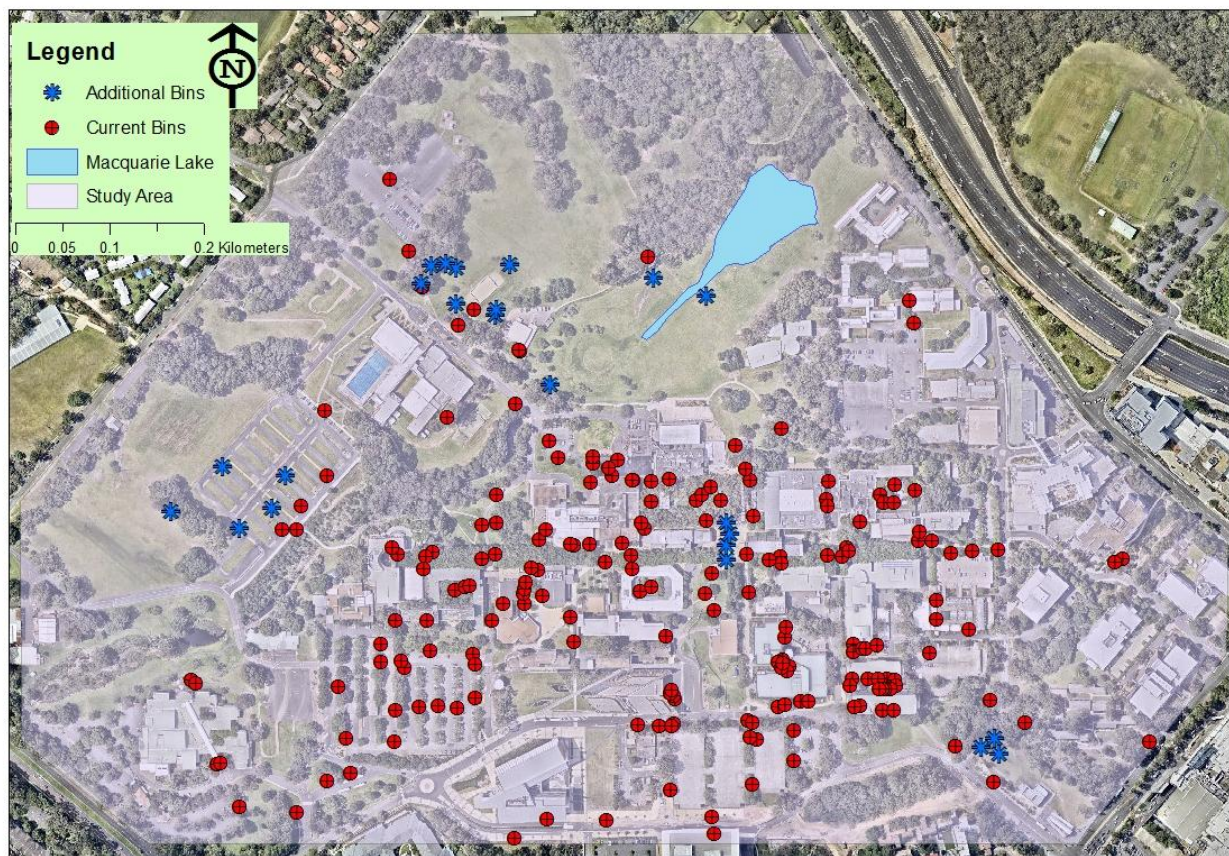 Legend
N
Additional Bins
Current Bins
Macquarie Lake
Study Area
0 0.05 0.1 0.2 Kilometers